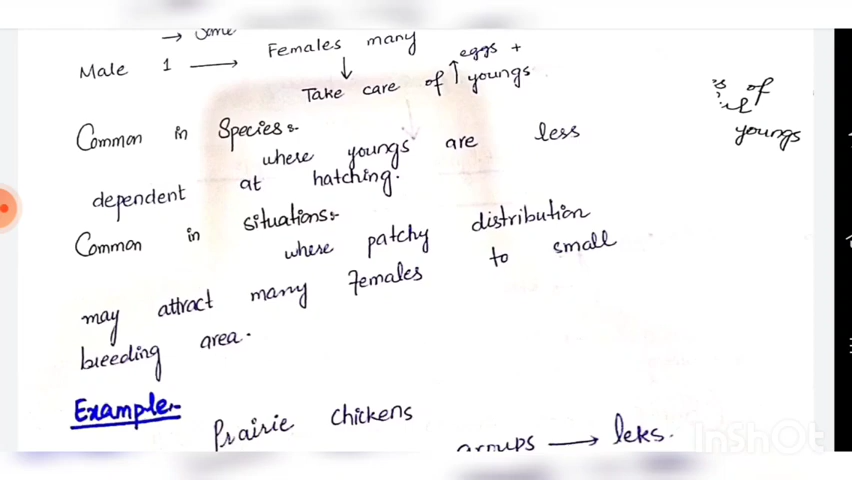 → Some
Male 1 → Females many
↓
Take care of ↑ eggs + youngs
Common in Species:-
where youngs are less
dependent at hatching.
Common in situations:-
where patchy distribution
may attract many Females to small
breeding area.
Example:-
Prairie chickens
groups → leks.
of
youngs
InShOt